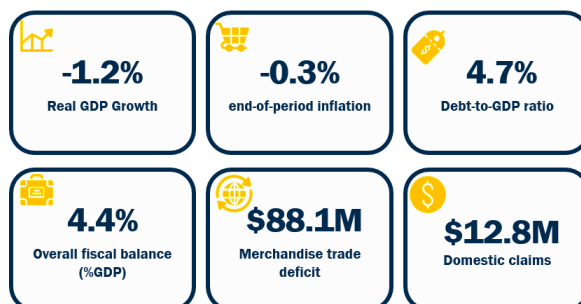 -1.2%
Real GDP Growth
-0.3%
end-of-period inflation
4.7%
Debt-to-GDP ratio
4.4%
Overall fiscal balance
(%GDP)
$88.1M
Merchandise trade
deficit
$12.8M
Domestic claims